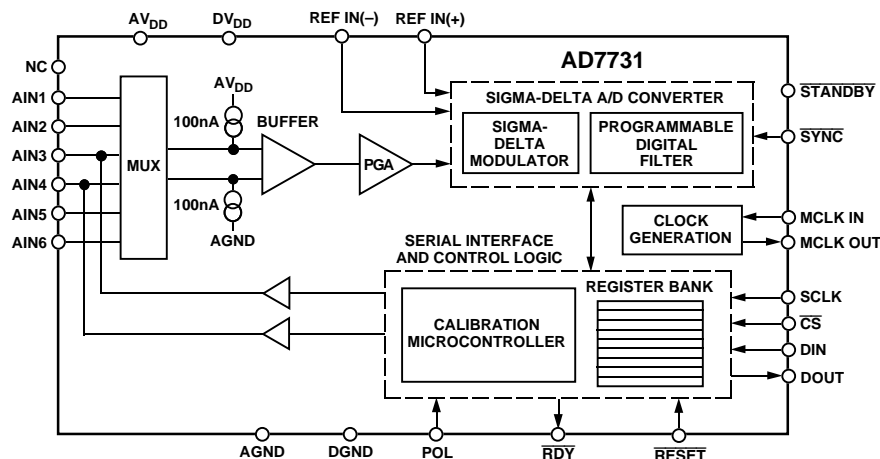 AVDD
DVDD
REF IN(–)
REF IN(+)
AD7731
NC
AIN1
AIN2
AIN3
AIN4
AIN5
AIN6
MUX
AVDD
100nA
100nA
AGND
BUFFER
PGA
SIGMA-DELTA A/D CONVERTER
SIGMA-
DELTA
MODULATOR
PROGRAMMABLE
DIGITAL
FILTER
STANDBY
SYNC
CLOCK
GENERATION
MCLK IN
MCLK OUT
SERIAL INTERFACE
AND CONTROL LOGIC
REGISTER BANK
CALIBRATION
MICROCONTROLLER
SCLK
CS
DIN
DOUT
AGND
DGND
POL
RDY
RESET